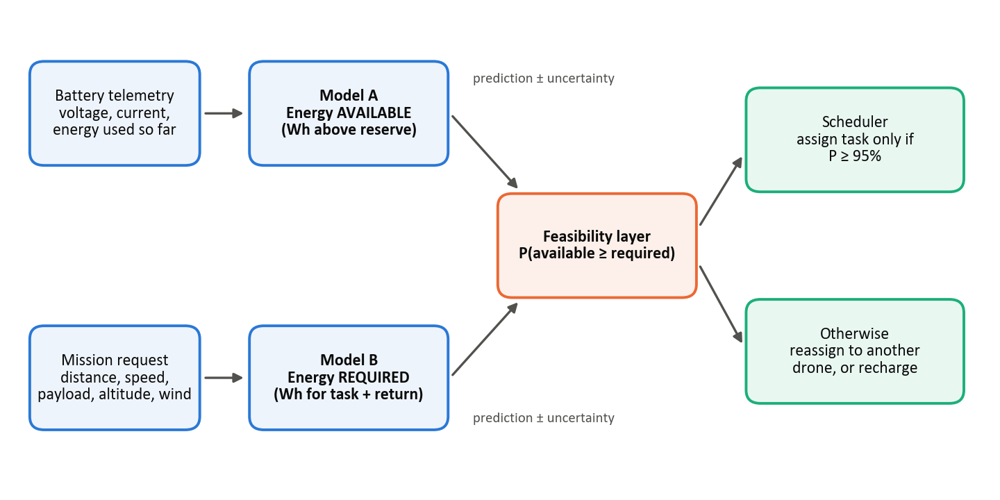 Battery telemetry
voltage, current,
energy used so far
Model A
Energy AVAILABLE
(Wh above reserve)
prediction ± uncertainty
Scheduler
assign task only if
P ≥ 95%
Feasibility layer
P(available ≥ required)
Mission request
distance, speed,
payload, altitude, wind
Model B
Energy REQUIRED
(Wh for task + return)
prediction ± uncertainty
Otherwise
reassign to another
drone, or recharge